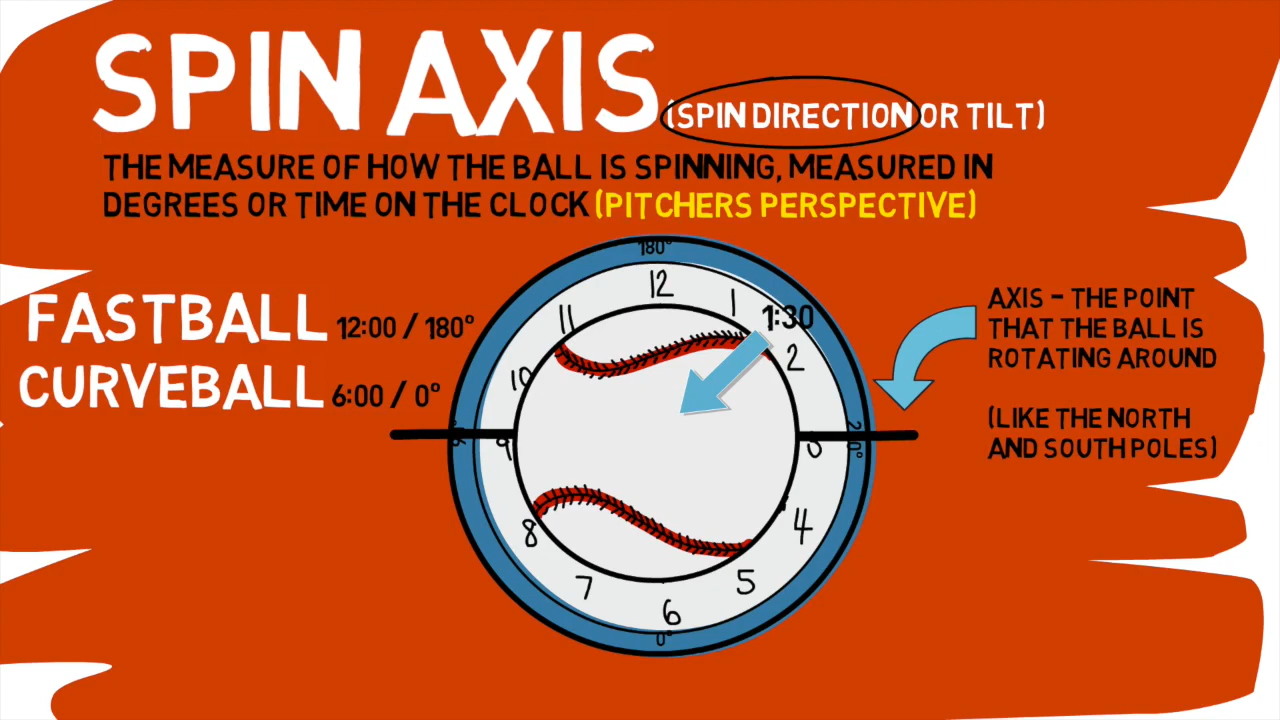 SPIN AXIS
(SPIN DIRECTION OR TILT)
THE MEASURE OF HOW THE BALL IS SPINNING, MEASURED IN
DEGREES OR TIME ON THE CLOCK (PITCHERS PERSPECTIVE)
FASTBALL 12:00 / 180°
CURVEBALL 6:00 / 0°
180°
12
1
1:30
2
4
5
6
7
8
9
10
11
0°
AXIS - THE POINT
THAT THE BALL IS
ROTATING AROUND
(LIKE THE NORTH
AND SOUTH POLES)